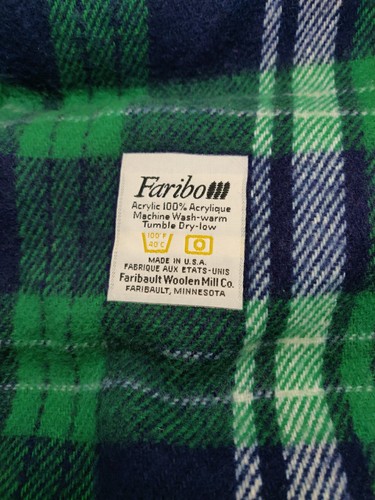 Faribo
Acrylic 100% Acrylique
Machine Wash-warm
Tumble Dry-low
100°F
40°C
MADE IN U.S.A.
FABRIQUE AUX ETATS-UNIS
Faribault Woolen Mill Co.
FARIBAULT, MINNESOTA